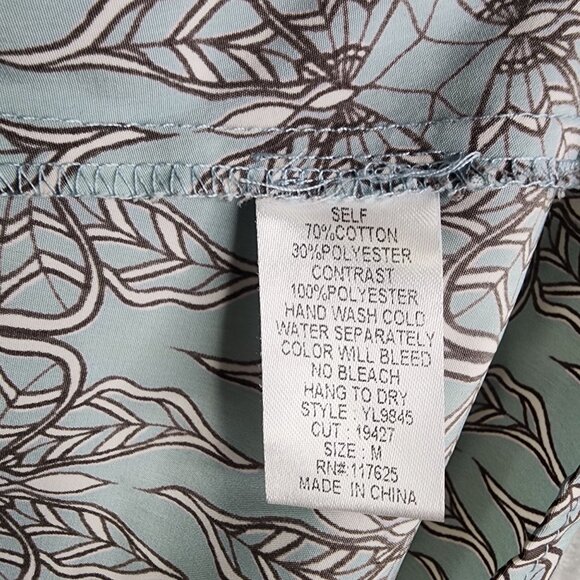 SELF
70%COTTON
30%POLYESTER
CONTRAST
100%POLYESTER
HAND WASH COLD
WATER SEPARATELY
COLOR WILL BLEED
NO BLEACH
HANG TO DRY
STYLE : YL9845
CUT : 19427
SIZE : M
RN#:117625
MADE IN CHINA